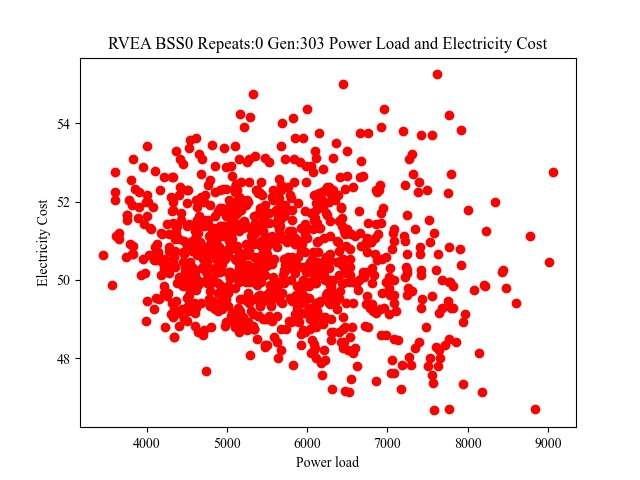 RVEA BSS0 Repeats:0 Gen:303 Power Load and Electricity Cost
54
52
50
48
Electricity Cost
4000 5000 6000 7000 8000 9000
Power load